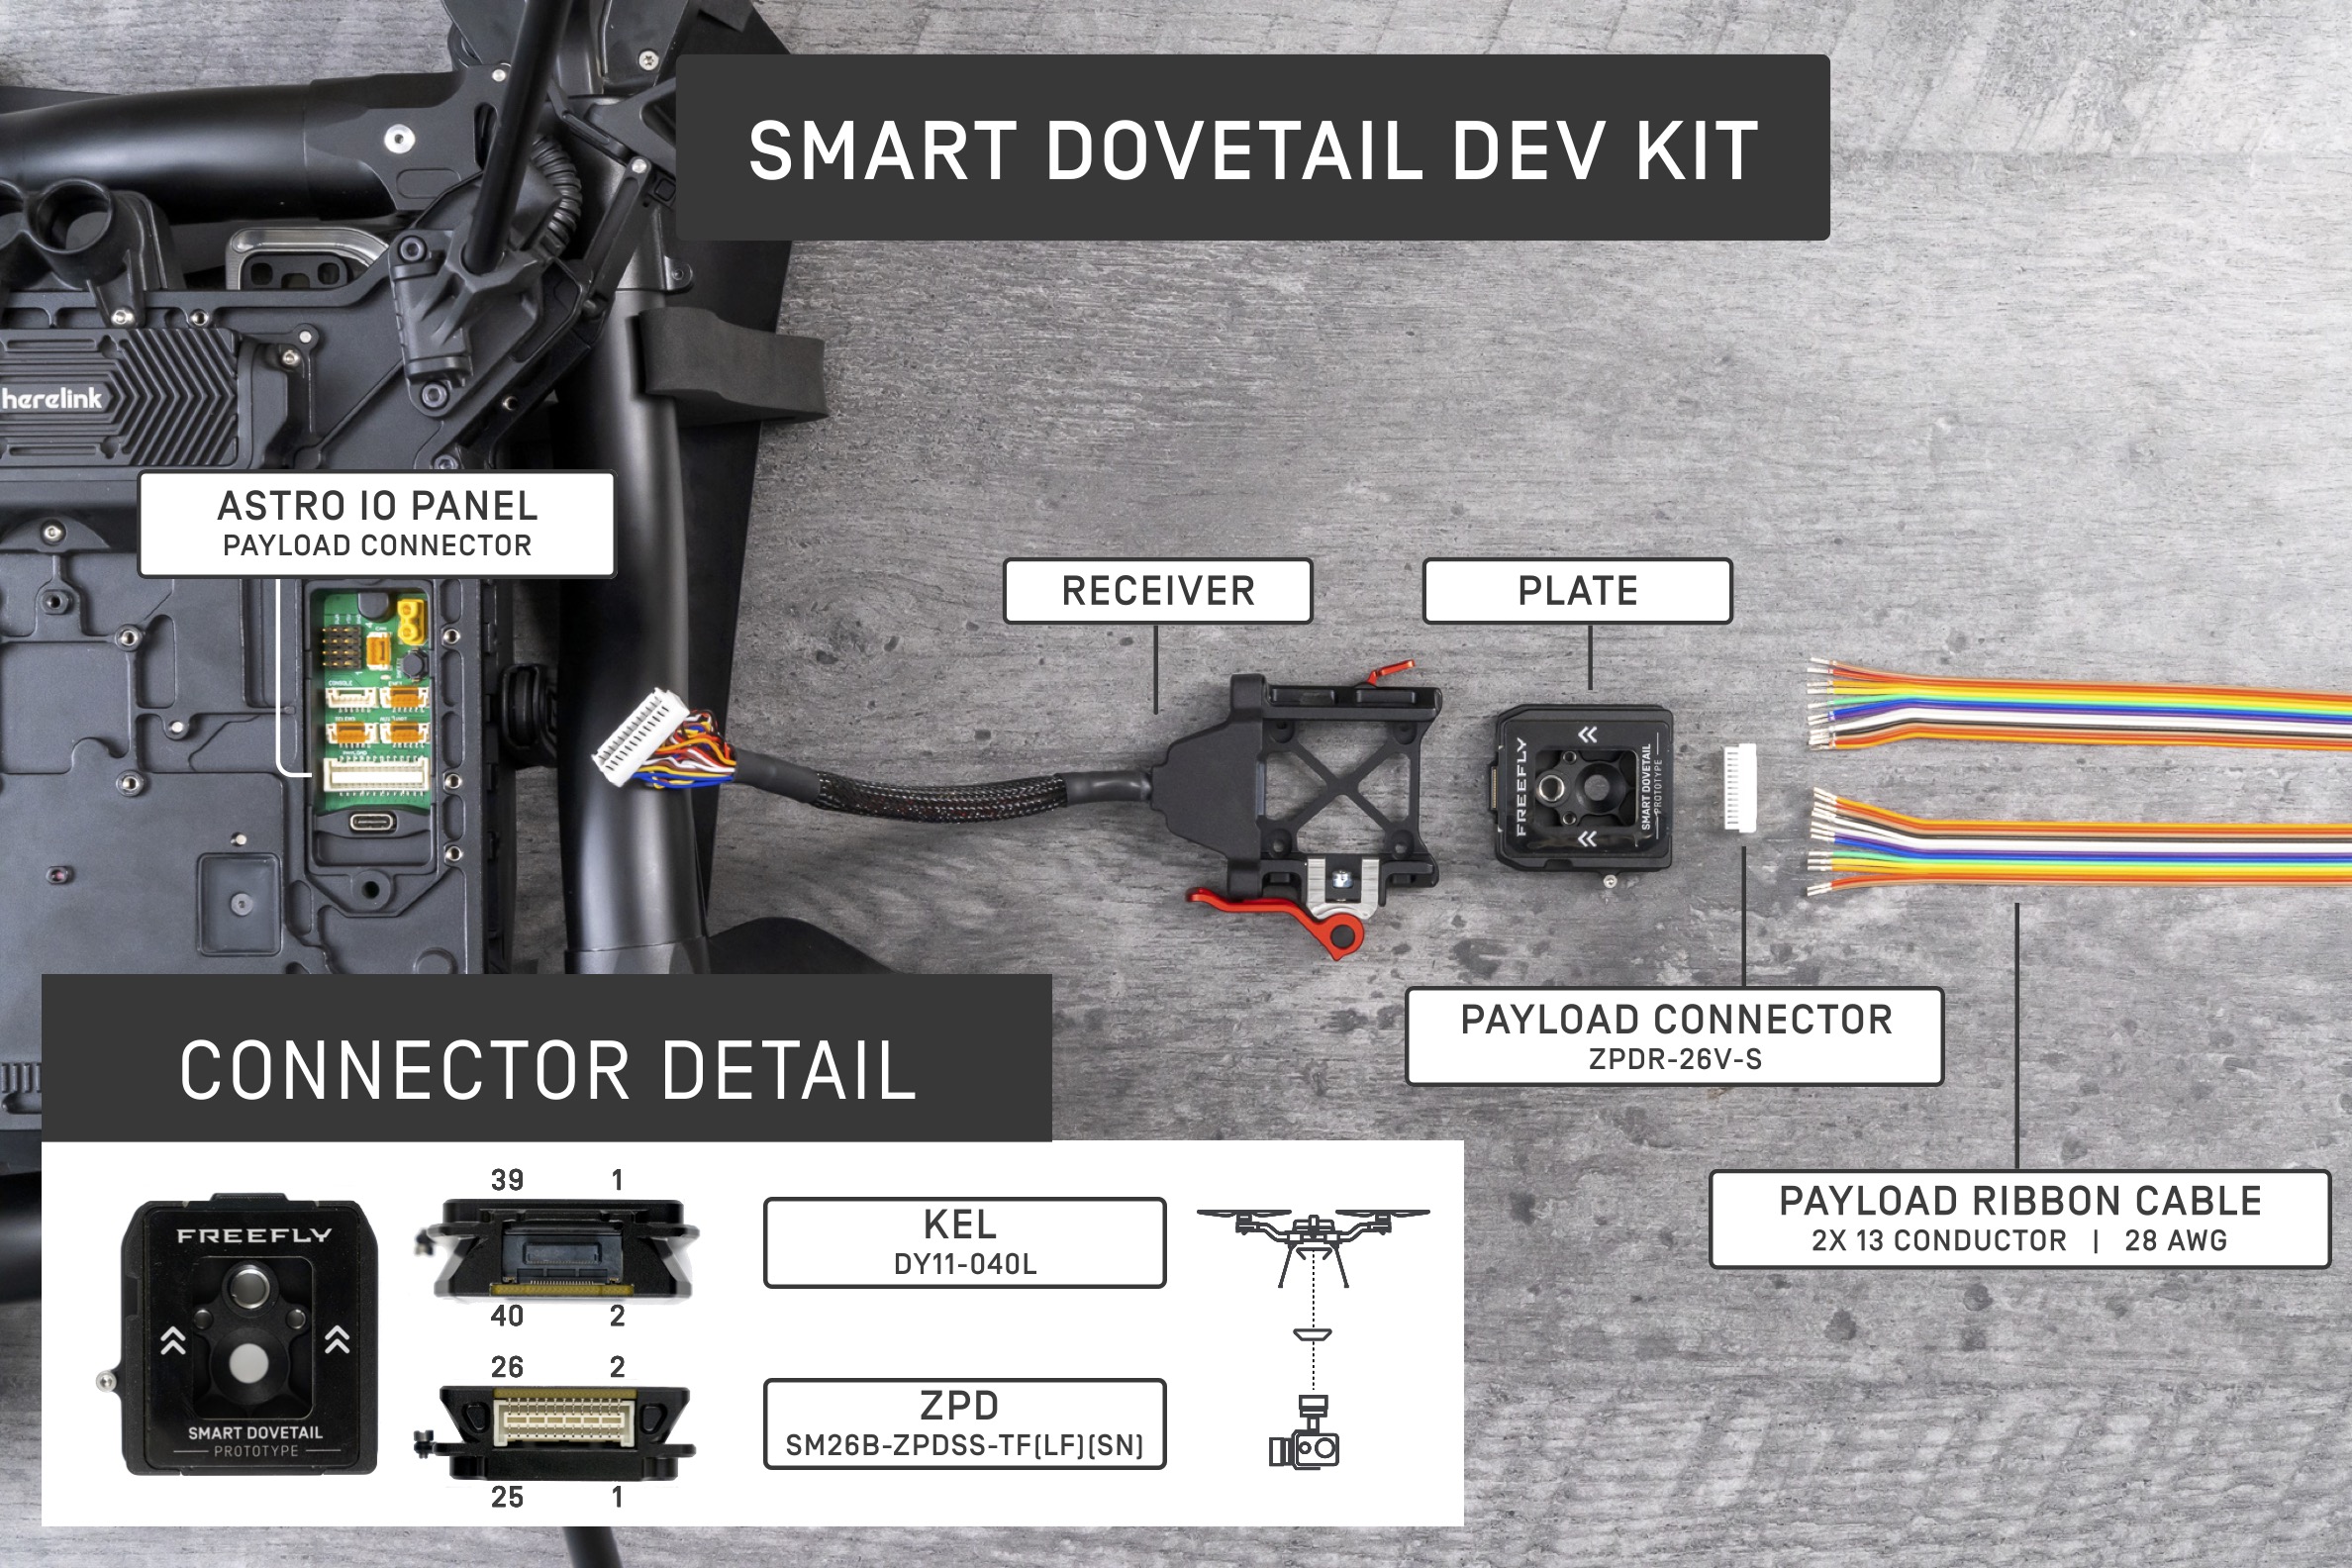 SMART DOVETAIL DEV KIT
herelink
ASTRO IO PANEL
PAYLOAD CONNECTOR
RECEIVER
PLATE
CONSOLE
FREEFLY
SMART DOVETAIL
PROTOTYPE
PAYLOAD CONNECTOR
ZPDR-26V-S
PAYLOAD RIBBON CABLE
2X 13 CONDUCTOR | 28 AWG
CONNECTOR DETAIL
FREEFLY
SMART DOVETAIL
PROTOTYPE
39 1
40 2
26 2
25 1
KEL
DY11-040L
ZPD
SM26B-ZPDSS-TF(LF)(SN)